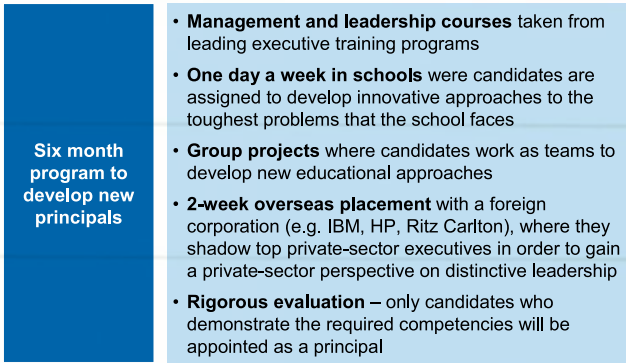 Six month
program to
develop new
principals
• Management and leadership courses taken from
leading executive training programs
• One day a week in schools were candidates are
assigned to develop innovative approaches to the
toughest problems that the school faces
• Group projects where candidates work as teams to
develop new educational approaches
• 2-week overseas placement with a foreign
corporation (e.g. IBM, HP, Ritz Carlton), where they
shadow top private-sector executives in order to gain
a private-sector perspective on distinctive leadership
• Rigorous evaluation – only candidates who
demonstrate the required competencies will be
appointed as a principal